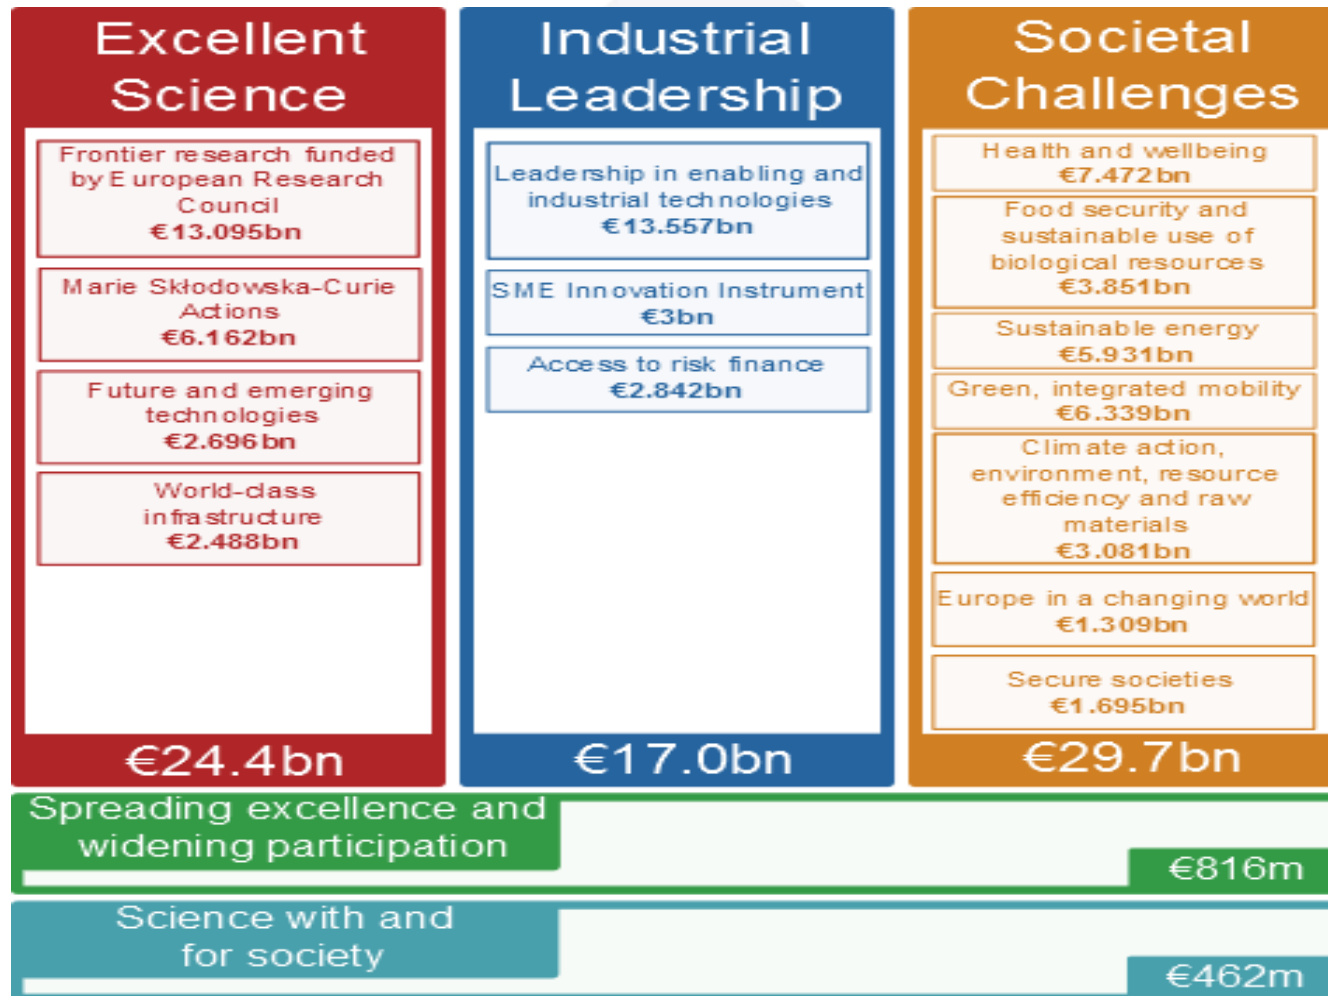 Excellent
Science
Frontier research funded
by European Research
Council
€13.095bn
Marie Skłodowska-Curie
Actions
€6.162bn
Future and emerging
technologies
€2.696bn
World-class
infrastructure
€2.488bn
€24.4bn
Industrial
Leadership
Leadership in enabling and
industrial technologies
€13.557bn
SME Innovation Instrument
€3bn
Access to risk finance
€2.842bn
€17.0bn
Societal
Challenges
Health and wellbeing
€7.472bn
Food security and
sustainable use of
biological resources
€3.851bn
Sustainable energy
€5.931bn
Green, integrated mobility
€6.339bn
Climate action,
environment, resource
efficiency and raw
materials
€3.081bn
Europe in a changing world
€1.309bn
Secure societies
€1.695bn
€29.7bn
Spreading excellence and
widening participation
€816m
Science with and
for society
€462m